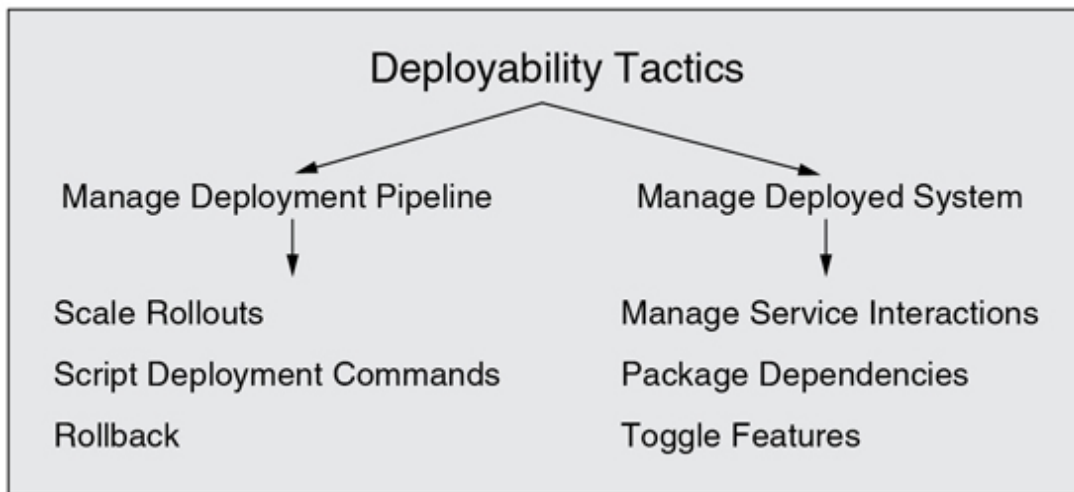 Deployability Tactics
Manage Deployment Pipeline
Manage Deployed System
Scale Rollouts
Script Deployment Commands
Rollback
Manage Service Interactions
Package Dependencies
Toggle Features